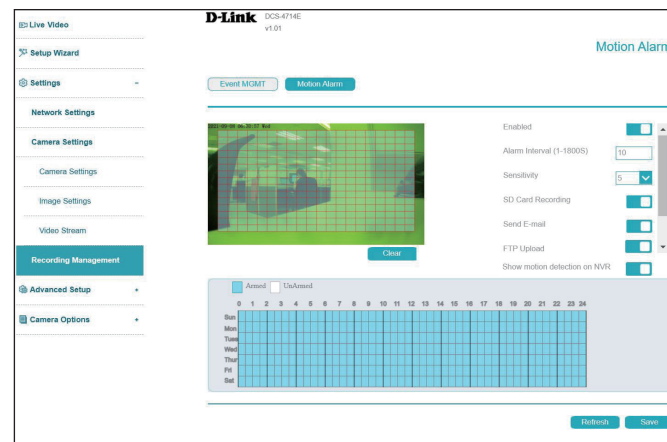 Live Video
Setup Wizard
Settings -
Network Settings
Camera Settings
Camera Settings
Image Settings
Video Stream
Recording Management
Advanced Setup +
Camera Options +
D-Link DCS-4714E
v1.01
Motion Alarm
Event MGMT Motion Alarm
Enabled
Alarm Interval (1-1800S) 10
Sensitivity 5
SD Card Recording
Send E-mail
FTP Upload
Show motion detection on NVR
Clear
Armed UnArmed
0 1 2 3 4 5 6 7 8 9 10 11 12 13 14 15 16 17 18 19 20 21 22 23 24
Sun
Mon
Tues
Wed
Thur
Fri
Sat
Refresh Save